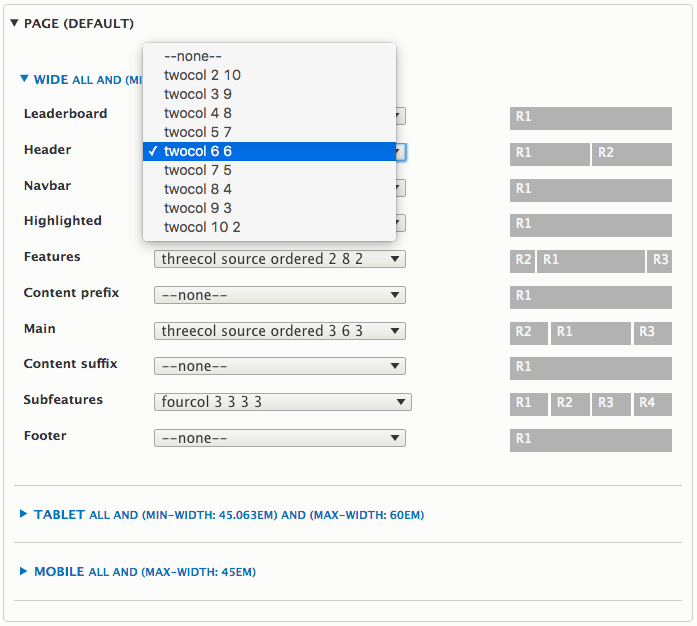 PAGE (DEFAULT)
WIDE ALL AND (MI
--none--
twocol 2 10
twocol 3 9
twocol 4 8
twocol 5 7
✓ twocol 6 6
twocol 7 5
twocol 8 4
twocol 9 3
twocol 10 2
Leaderboard R1
Header R1 R2
Navbar R1
Highlighted R1
Features threecol source ordered 2 8 2 R2 R1 R3
Content prefix --none-- R1
Main threecol source ordered 3 6 3 R2 R1 R3
Content suffix --none-- R1
Subfeatures fourcol 3 3 3 3 R1 R2 R3 R4
Footer --none-- R1
TABLET ALL AND (MIN-WIDTH: 45.063EM) AND (MAX-WIDTH: 60EM)
MOBILE ALL AND (MAX-WIDTH: 45EM)